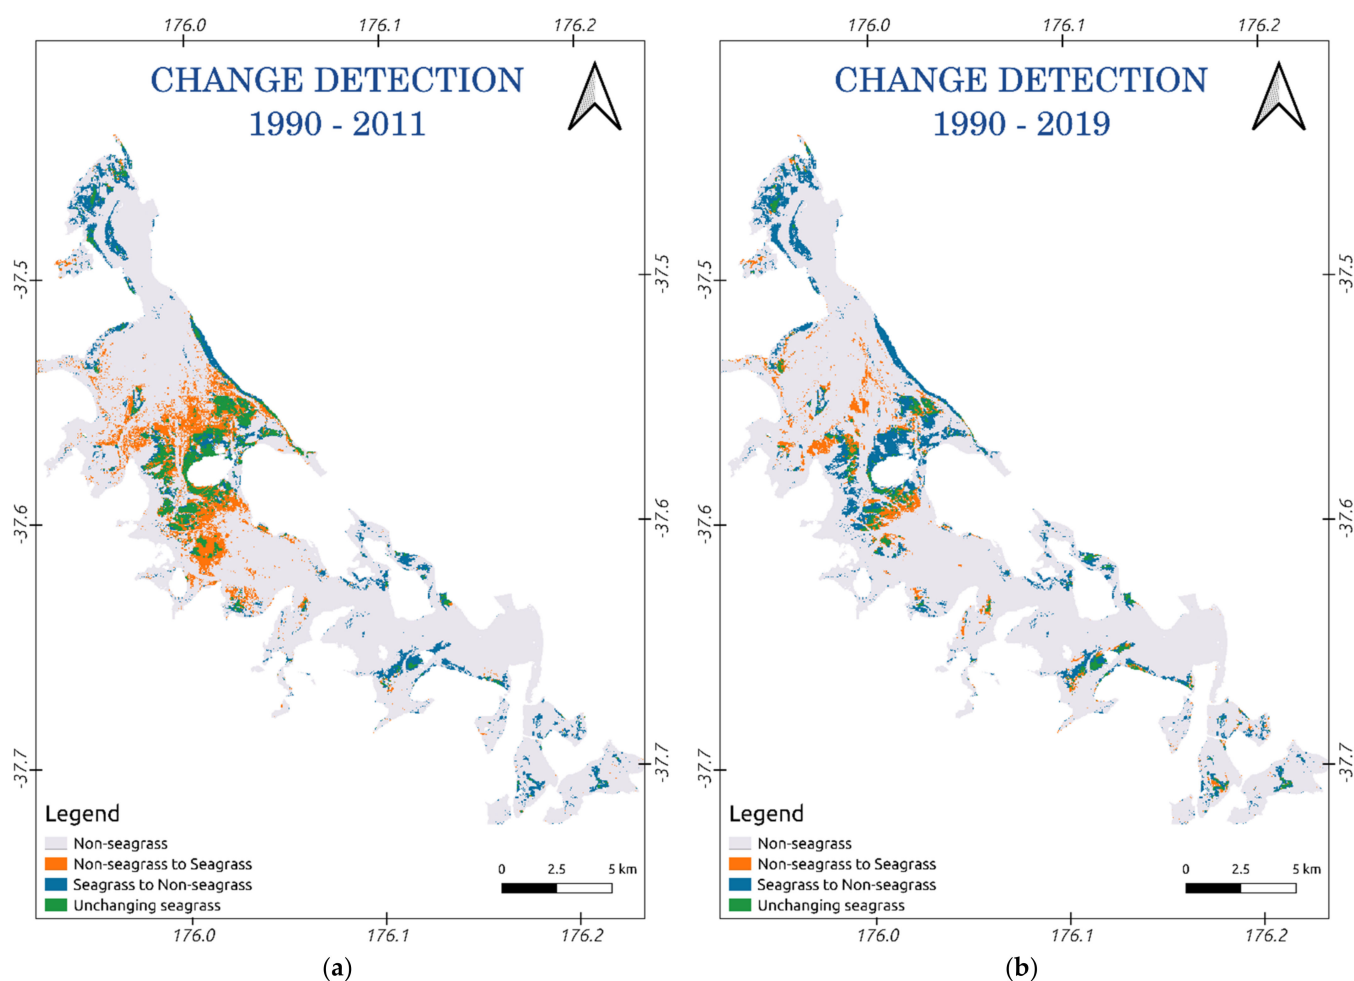 176.0 176.1 176.2
CHANGE DETECTION
1990 - 2011
-37.5 -37.5
-37.6 -37.6
-37.7 -37.7
Legend
Non-seagrass
Non-seagrass to Seagrass
Seagrass to Non-seagrass
Unchanging seagrass
0 2.5 5 km
176.0 176.1 176.2
(a)
176.0 176.1 176.2
CHANGE DETECTION
1990 - 2019
-37.5 -37.5
-37.6 -37.6
-37.7 -37.7
Legend
Non-seagrass
Non-seagrass to Seagrass
Seagrass to Non-seagrass
Unchanging seagrass
0 2.5 5 km
176.0 176.1 176.2
(b)